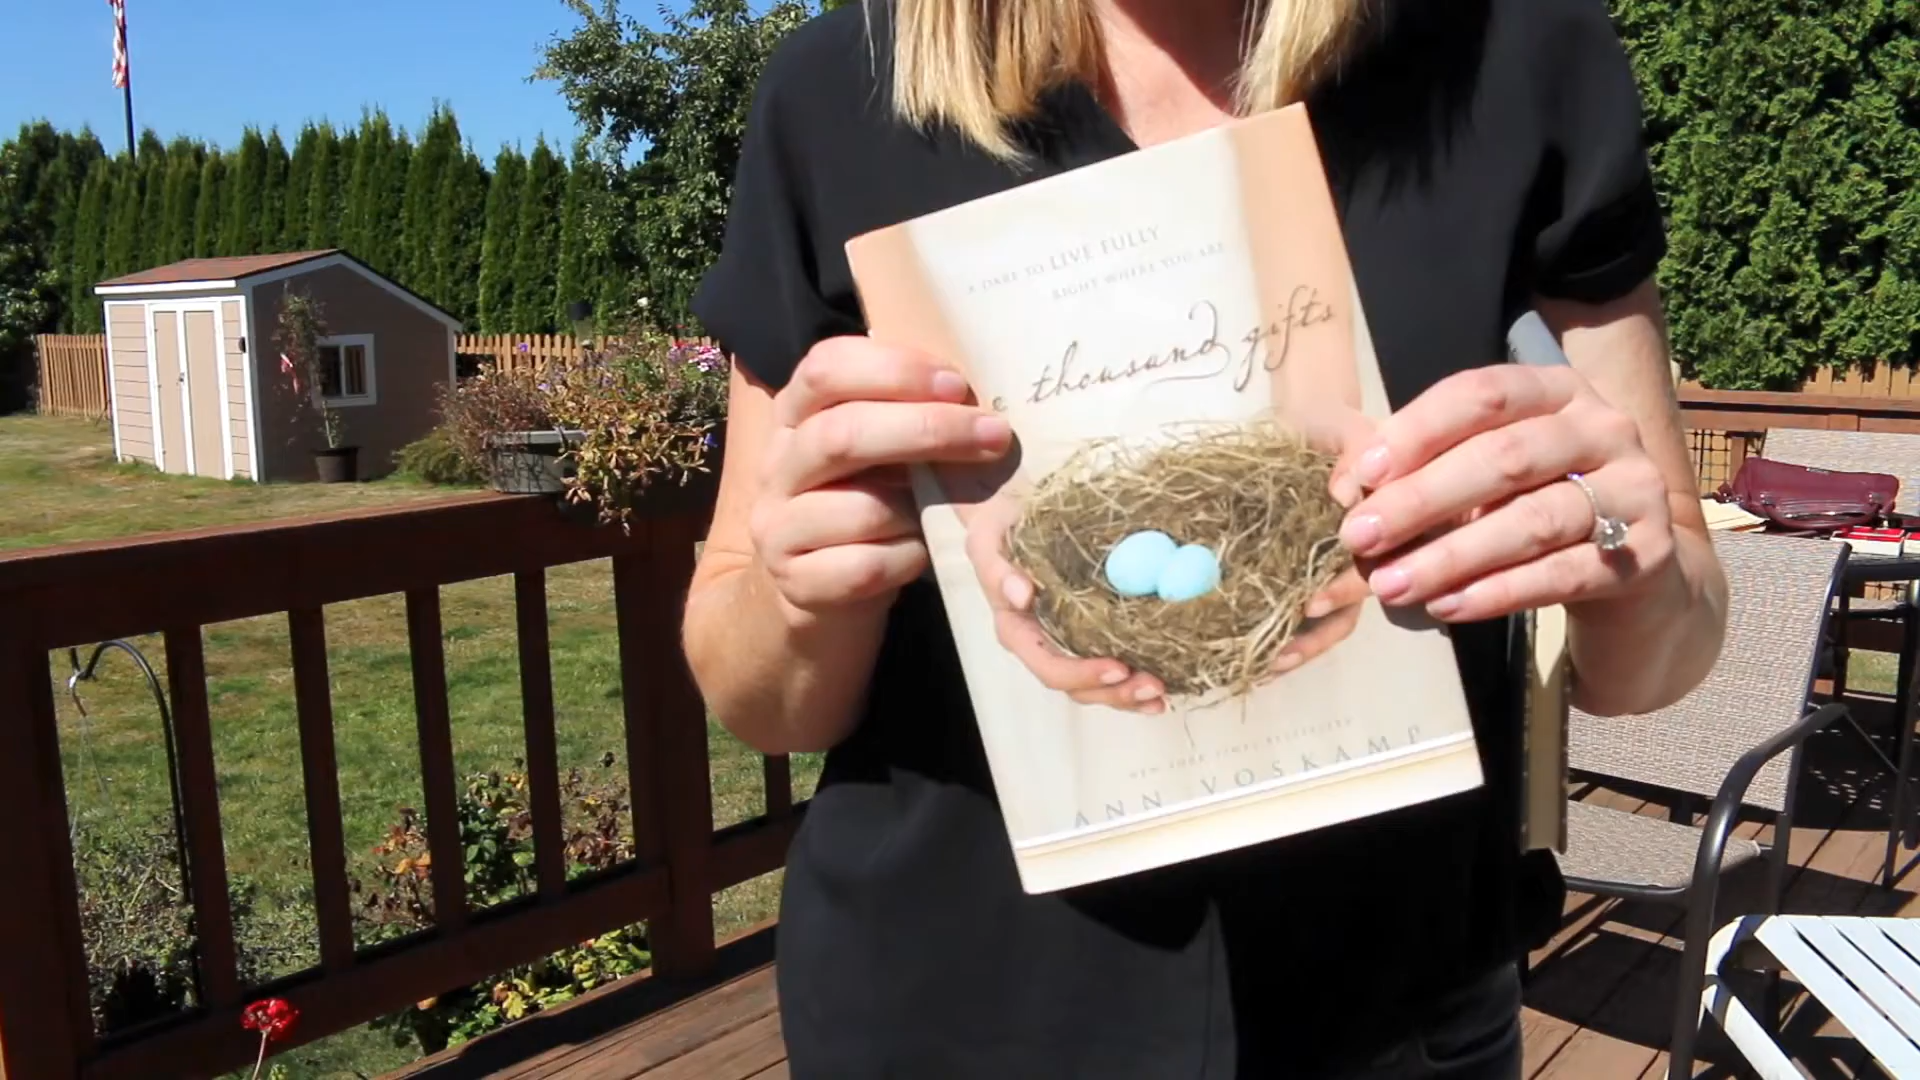 A DARE TO LIVE FULLY
RIGHT WHERE YOU ARE
e thousand gifts
NEW YORK TIMES BESTSELLER
ANN VOSKAMP